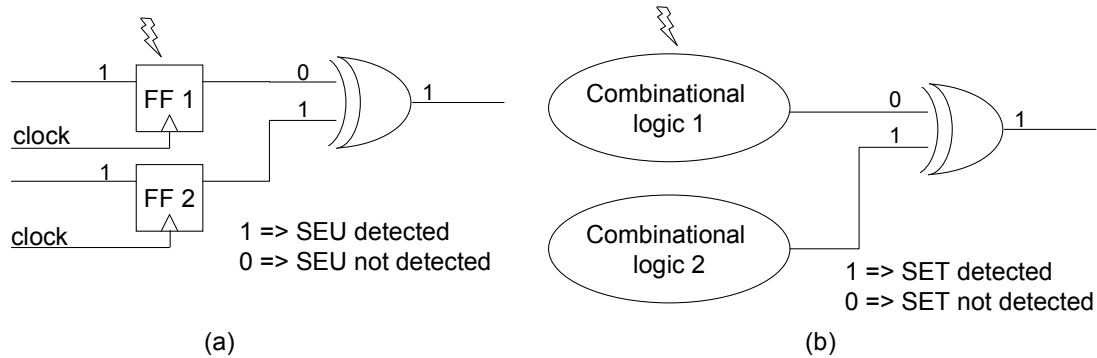 1
FF 1
clock
0
1
1
1
FF 2
clock
1 => SEU detected
0 => SEU not detected
(a)
Combinational
logic 1
0
1
1
Combinational
logic 2
1 => SET detected
0 => SET not detected
(b)